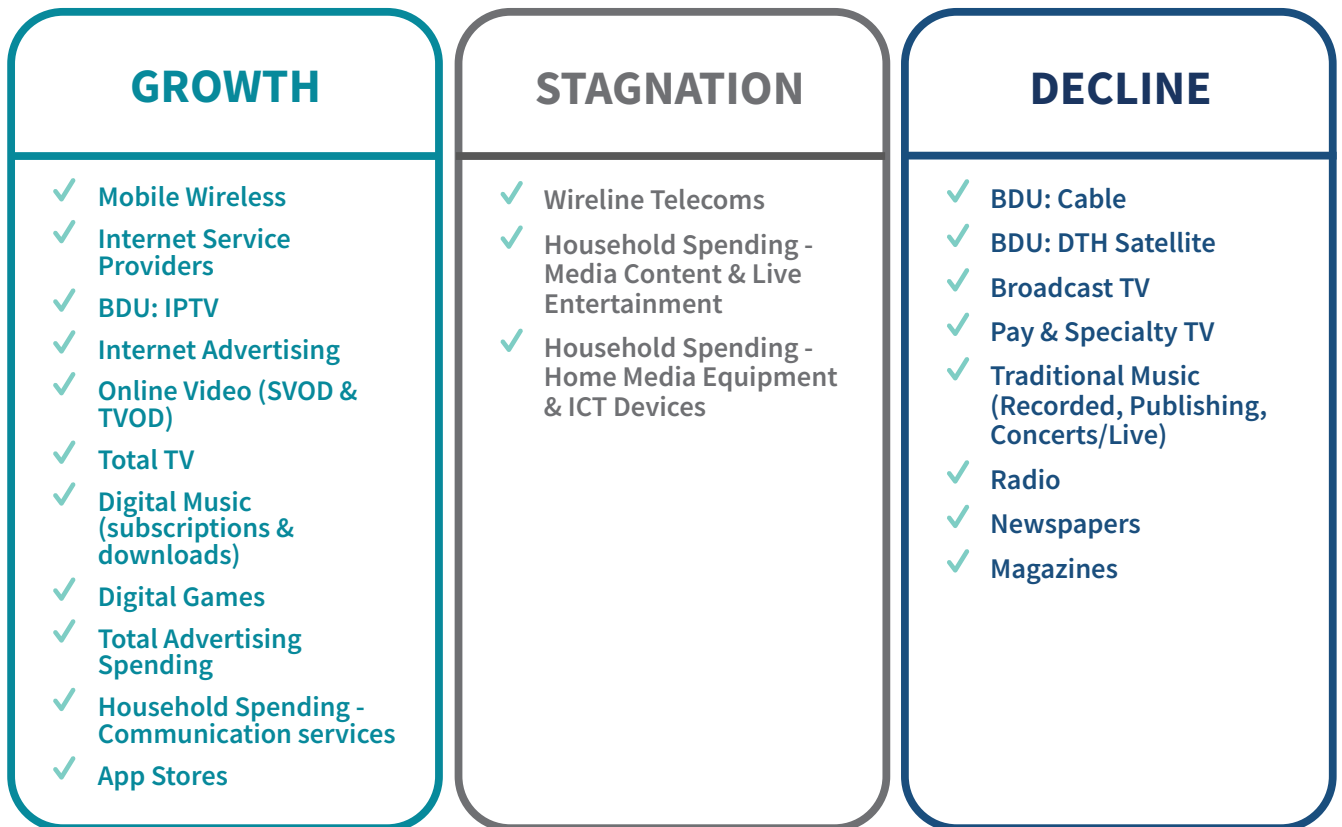 GROWTH
Mobile Wireless
Internet Service
Providers
BDU: IPTV
Internet Advertising
Online Video (SVOD &
TVOD)
Total TV
Digital Music
(subscriptions &
downloads)
Digital Games
Total Advertising
Spending
Household Spending -
Communication services
App Stores
STAGNATION
Wireline Telecoms
Household Spending -
Media Content & Live
Entertainment
Household Spending -
Home Media Equipment
& ICT Devices
DECLINE
BDU: Cable
BDU: DTH Satellite
Broadcast TV
Pay & Specialty TV
Traditional Music
(Recorded, Publishing,
Concerts/Live)
Radio
Newspapers
Magazines